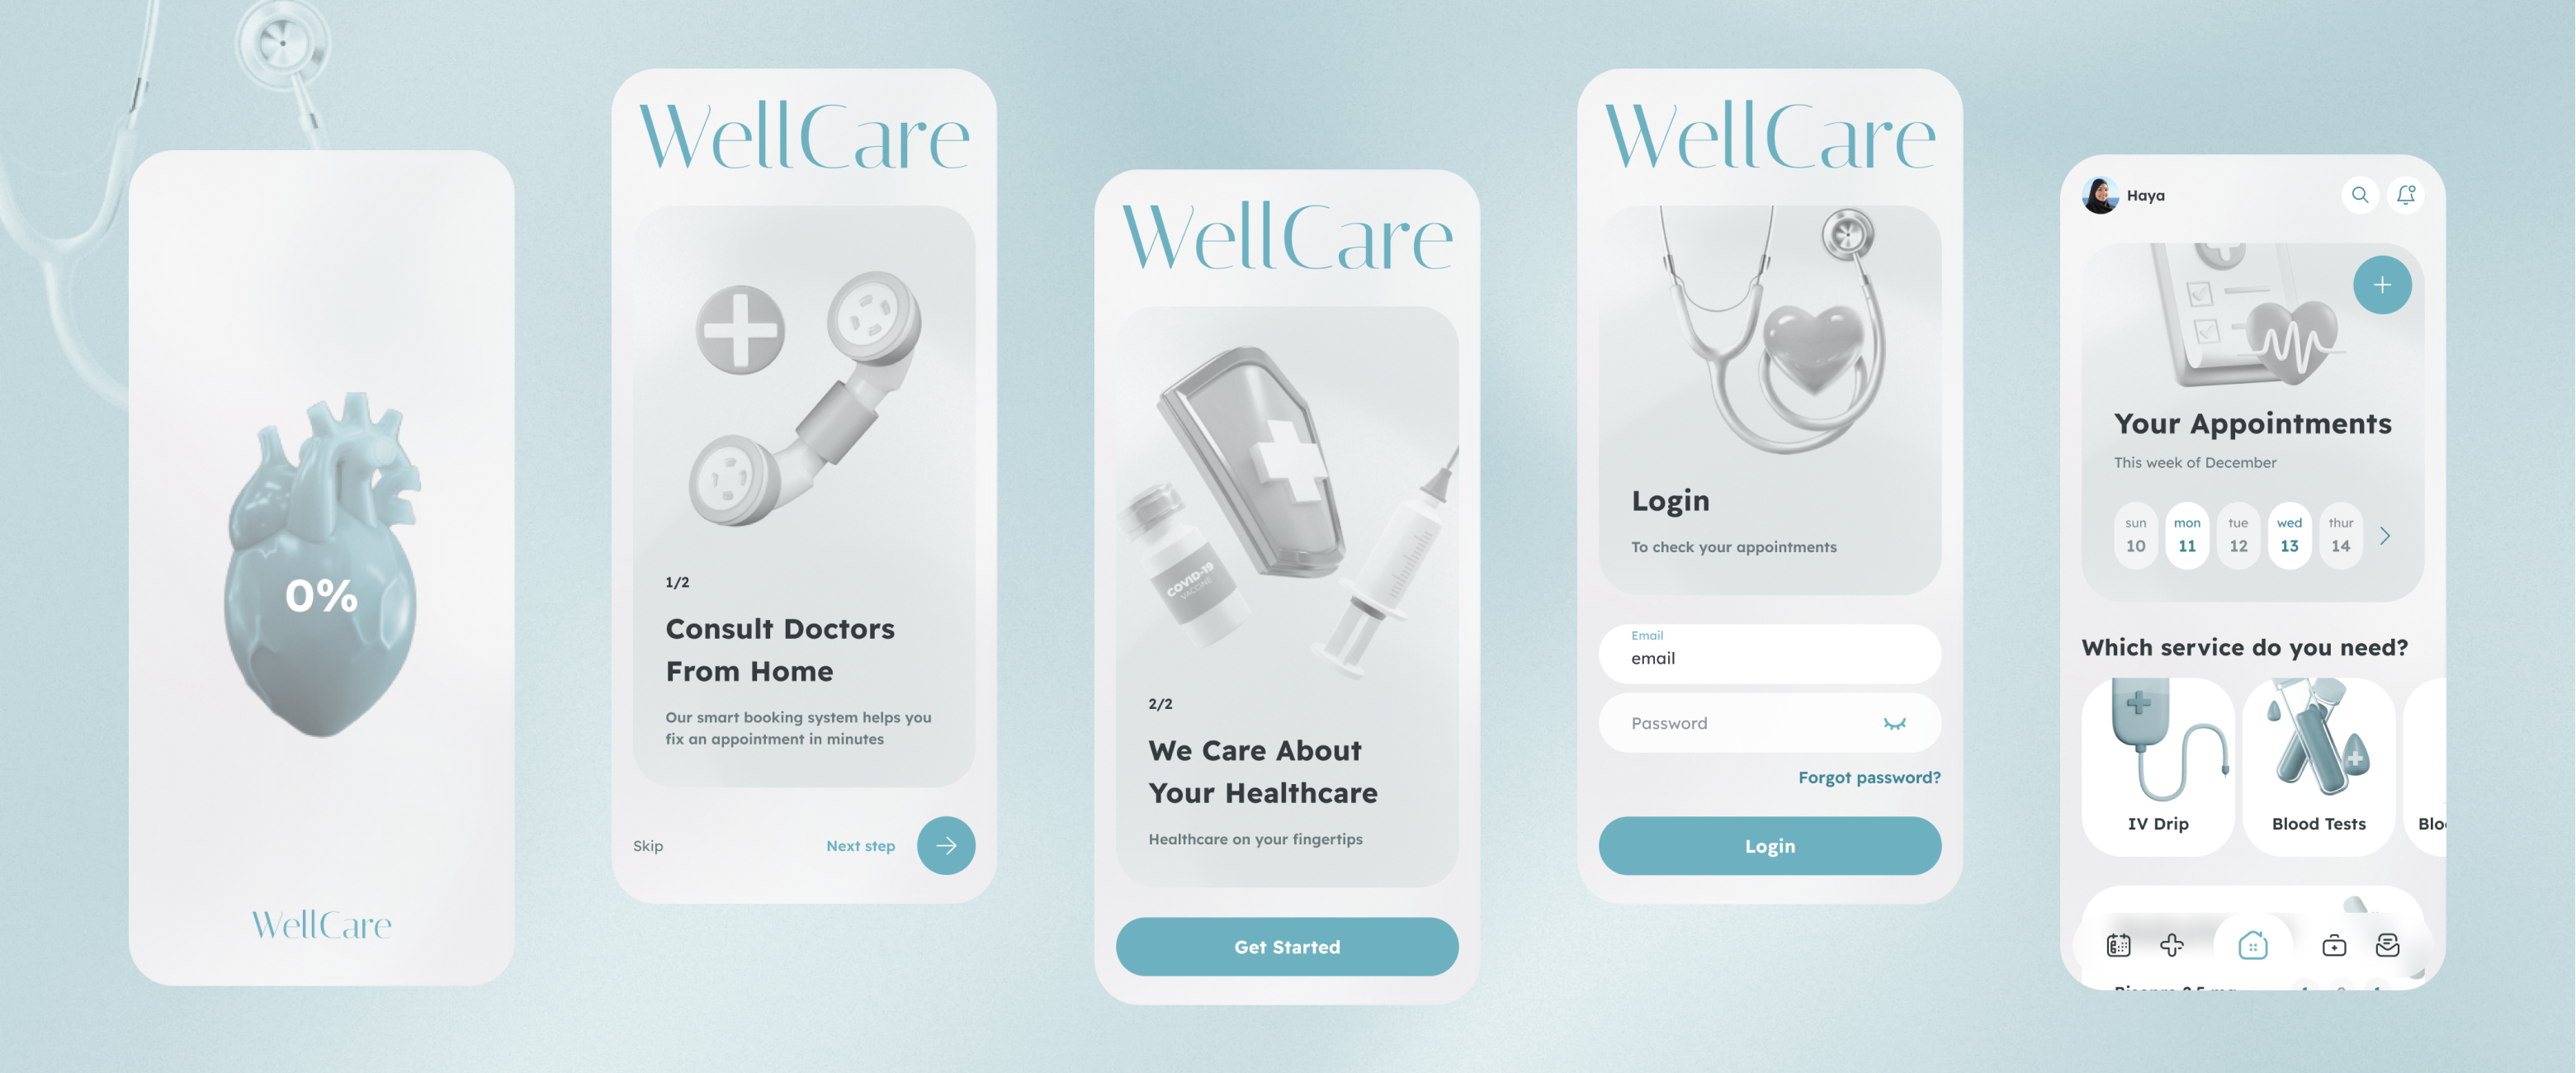 0%
WellCare
WellCare
1/2
Consult Doctors
From Home
Our smart booking system helps you
fix an appointment in minutes
Skip
Next step
WellCare
COVID-19
VACCINE
2/2
We Care About
Your Healthcare
Healthcare on your fingertips
Get Started
WellCare
Login
To check your appointments
Email
email
Password
Forgot password?
Login
Haya
Your Appointments
This week of December
sun mon tue wed thur
10 11 12 13 14
Which service do you need?
IV Drip Blood Tests